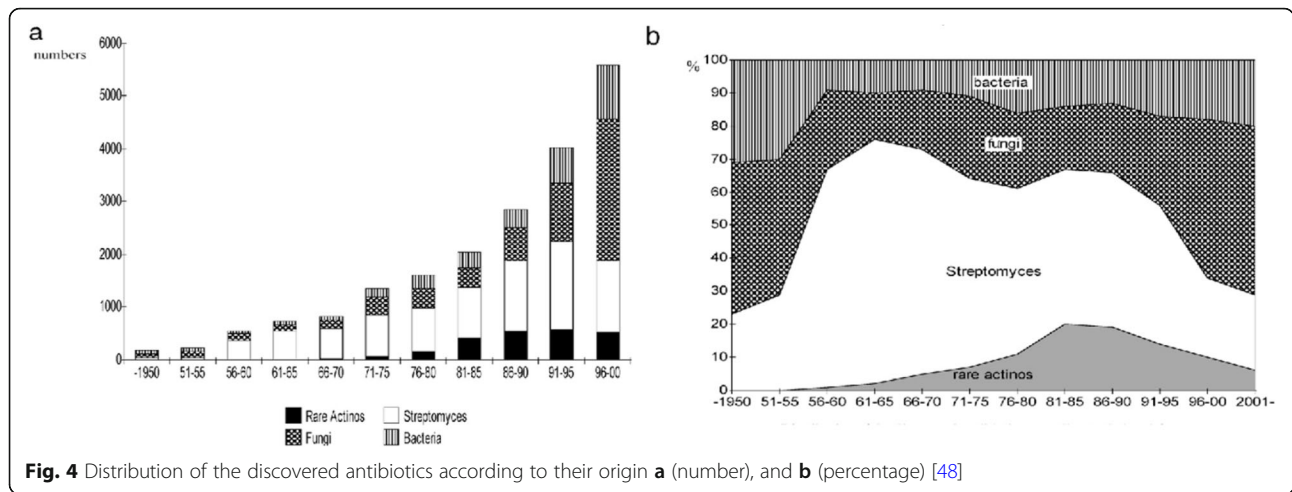 a
numbers
6000
5000
4000
3000
2000
1000
0
-1950 51-55 56-60 61-65 66-70 71-75 76-80 81-85 86-90 91-95 96-00
Rare Actinos Streptomyces
Fungi Bacteria
b
%
100
90
80
70
60
50
40
30
20
10
0
bacteria
fungi
Streptomyces
rare actinos
-1950 51-55 56-60 61-65 66-70 71-75 76-80 81-85 86-90 91-95 96-00 2001-
Fig. 4 Distribution of the discovered antibiotics according to their origin a (number), and b (percentage) [48]